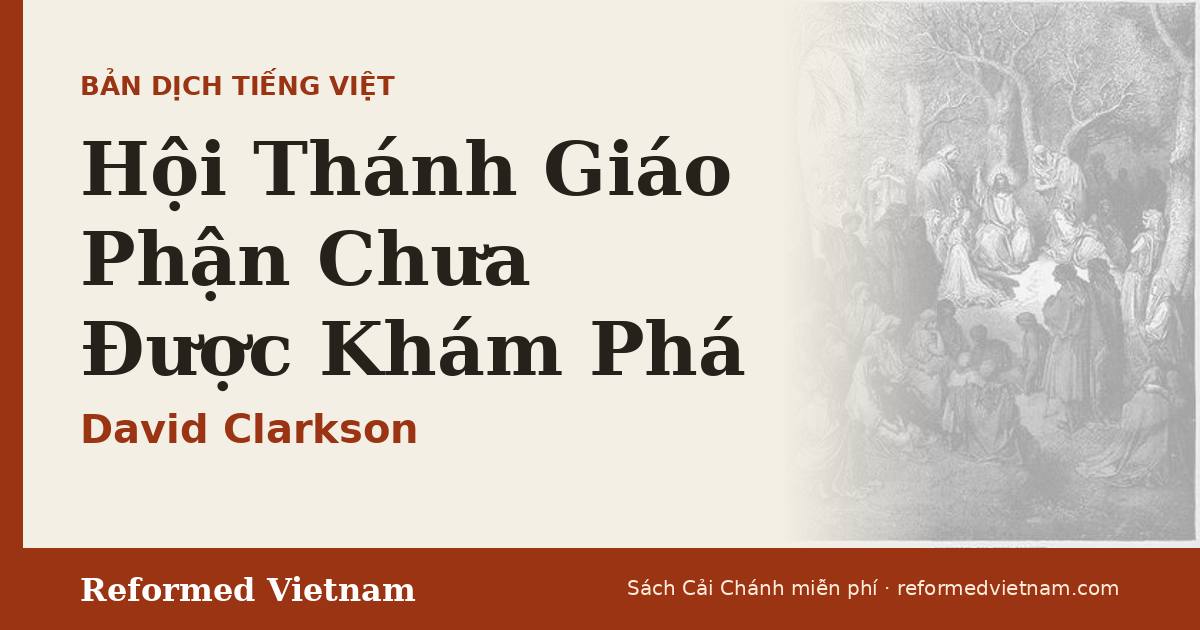 BẢN DỊCH TIẾNG VIỆT
Hội Thánh Giáo
Phận Chưa
Được Khám Phá
David Clarkson
Reformed Vietnam
Sách Cải Chánh miễn phí · reformedvietnam.com